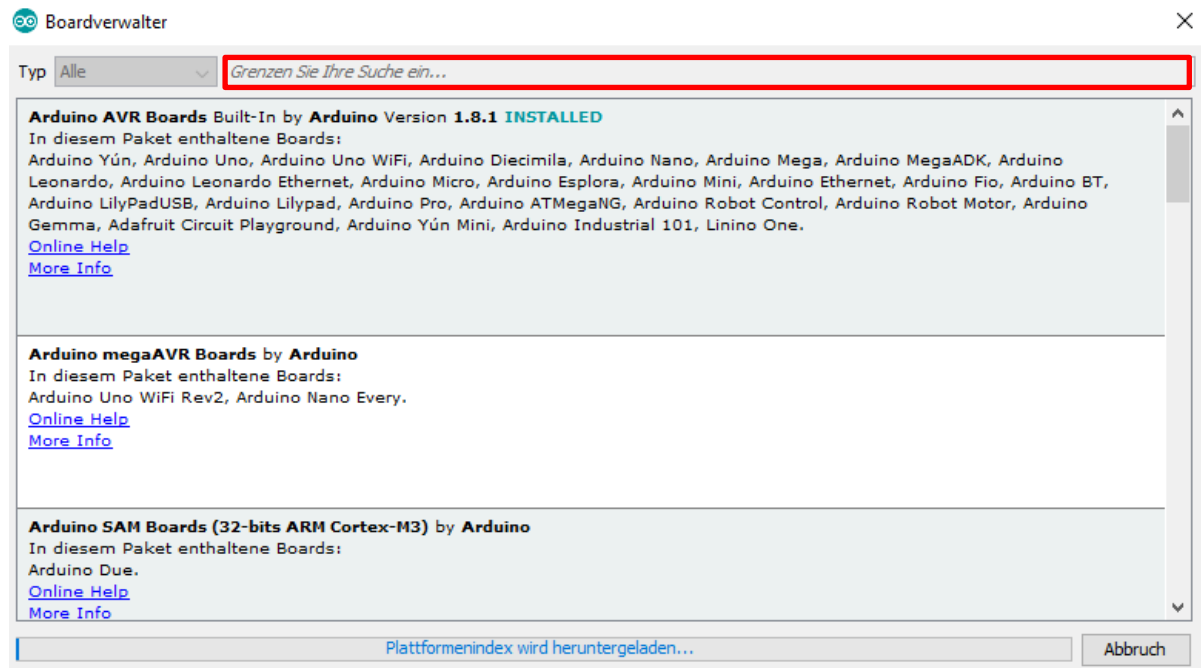 Boardverwalter
Typ Alle Grenzen Sie Ihre Suche ein...
Arduino AVR Boards Built-In by Arduino Version 1.8.1 INSTALLED
In diesem Paket enthaltene Boards:
Arduino Yún, Arduino Uno, Arduino Uno WiFi, Arduino Diecimila, Arduino Nano, Arduino Mega, Arduino MegaADK, Arduino
Leonardo, Arduino Leonardo Ethernet, Arduino Micro, Arduino Esplora, Arduino Mini, Arduino Ethernet, Arduino Fio, Arduino BT,
Arduino LilyPadUSB, Arduino Lilypad, Arduino Pro, Arduino ATMegaNG, Arduino Robot Control, Arduino Robot Motor, Arduino
Gemma, Adafruit Circuit Playground, Arduino Yún Mini, Arduino Industrial 101, Linino One.
Online Help
More Info
Arduino megaAVR Boards by Arduino
In diesem Paket enthaltene Boards:
Arduino Uno WiFi Rev2, Arduino Nano Every.
Online Help
More Info
Arduino SAM Boards (32-bits ARM Cortex-M3) by Arduino
In diesem Paket enthaltene Boards:
Arduino Due.
Online Help
More Info
Plattformenindex wird heruntergeladen... Abbruch